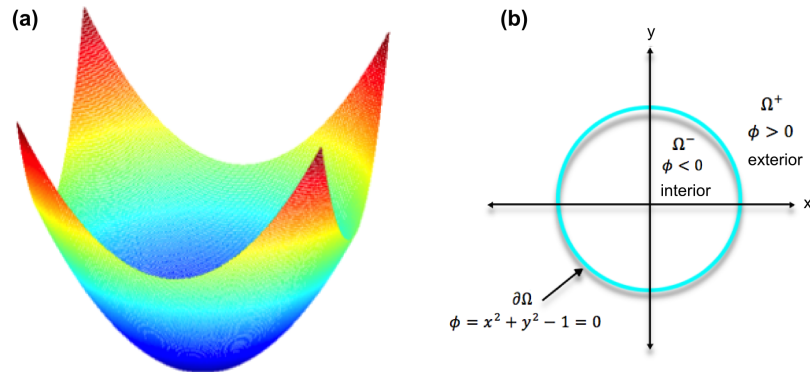 (a)
(b)
y
Ω⁺
ϕ > 0
exterior
Ω⁻
ϕ < 0
interior
x
∂Ω
ϕ = x² + y² − 1 = 0